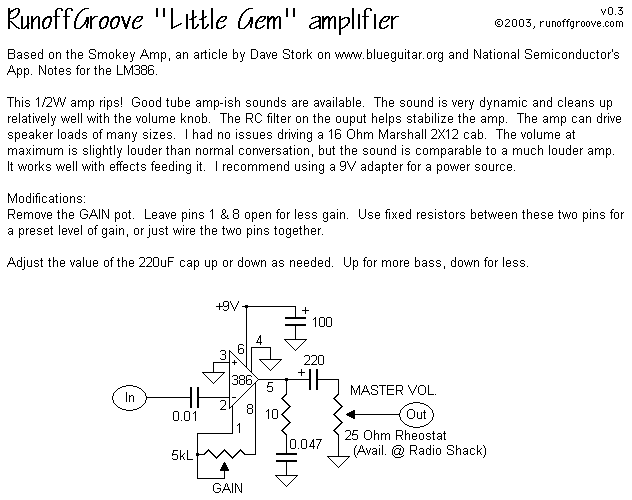 RunoffGroove "Little Gem" amplifier
v0.3
©2003, runoffgroove.com
Based on the Smokey Amp, an article by Dave Stork on www.blueguitar.org and National Semiconductor's
App. Notes for the LM386.
This 1/2W amp rips!  Good tube amp-ish sounds are available.  The sound is very dynamic and cleans up
relatively well with the volume knob.  The RC filter on the ouput helps stabilize the amp.  The amp can drive
speaker loads of many sizes.  I had no issues driving a 16 Ohm Marshall 2X12 cab.  The volume at
maximum is slightly louder than normal conversation, but the sound is comparable to a much louder amp.
It works well with effects feeding it.  I recommend using a 9V adapter for a power source.
Modifications:
Remove the GAIN pot.  Leave pins 1 & 8 open for less gain.  Use fixed resistors between these two pins for
a preset level of gain, or just wire the two pins together.
Adjust the value of the 220uF cap up or down as needed.  Up for more bass, down for less.
+9V
+
100
6
4
3
+
386
-
2
5
+
220
MASTER VOL.
In
0.01
1
8
10
Out
25 Ohm Rheostat
(Avail. @ Radio Shack)
0.047
5kL
GAIN